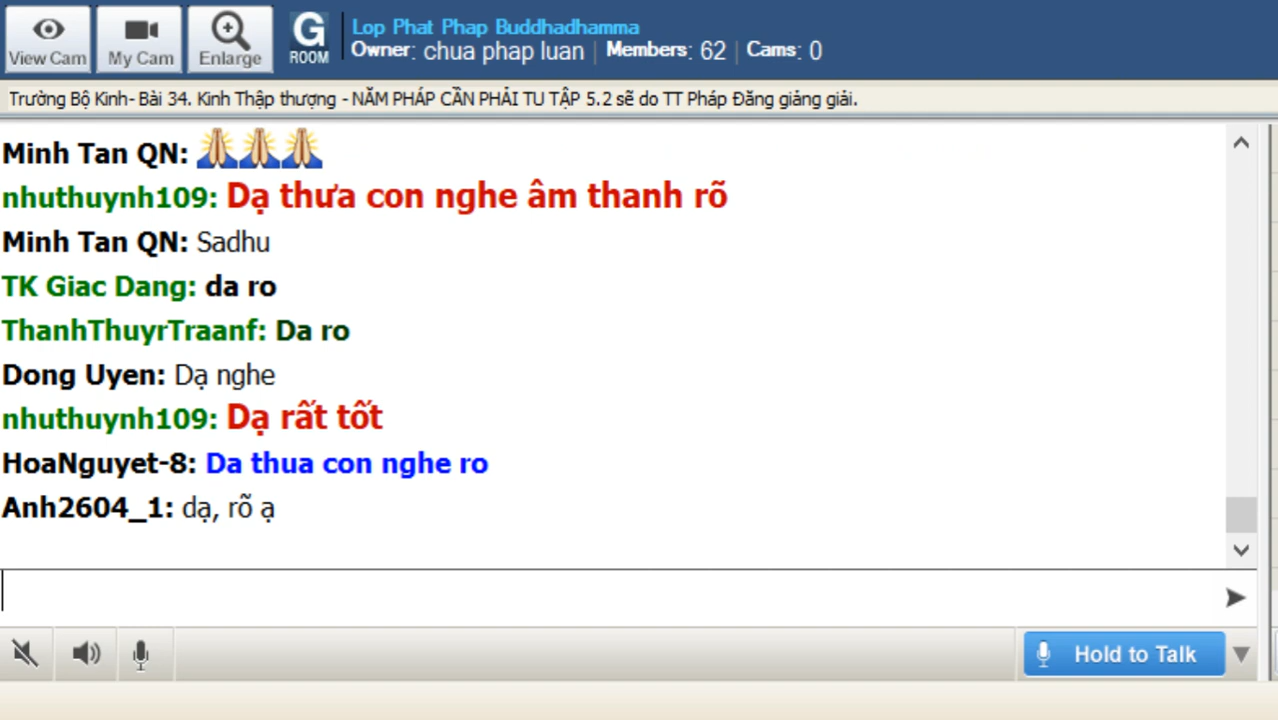 Lop Phat Phap Buddhadhamma
View Cam My Cam Enlarge G ROOM Owner: chua phap luan | Members: 62 | Cams: 0
Trường Bộ Kinh- Bài 34. Kinh Thập thượng - NĂM PHÁP CẦN PHẢI TU TẬP 5.2 sẽ do TT Pháp Đăng giảng giải.
Minh Tan QN: 🙏🙏🙏
nhuthuynh109: Dạ thưa con nghe âm thanh rõ
Minh Tan QN: Sadhu
TK Giac Dang: da ro
ThanhThuyrTraanf: Da ro
Dong Uyen: Dạ nghe
nhuthuynh109: Dạ rất tốt
HoaNguyet-8: Da thua con nghe ro
Anh2604_1: dạ, rõ ạ
Hold to Talk